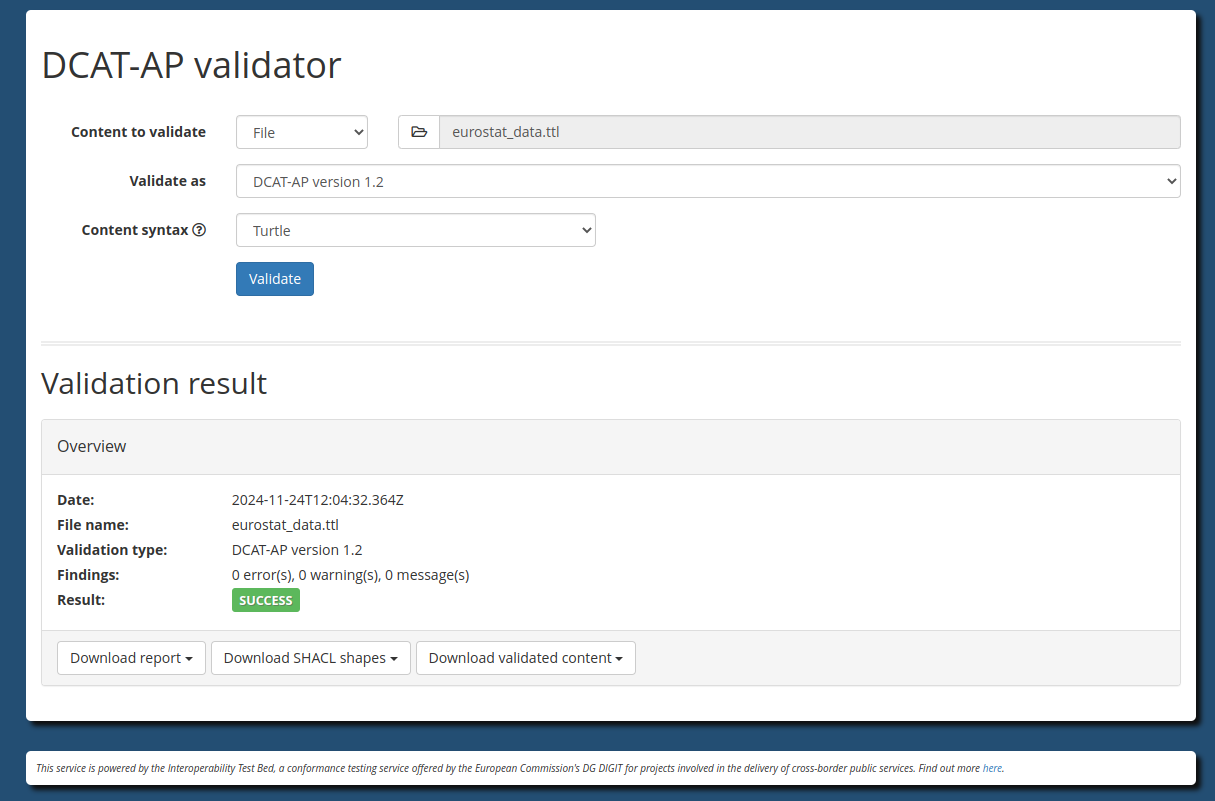 DCAT-AP validator
Content to validate File eurostat_data.ttl
Validate as DCAT-AP version 1.2
Content syntax Turtle
Validate
Validation result
Overview
Date: 2024-11-24T12:04:32.364Z
File name: eurostat_data.ttl
Validation type: DCAT-AP version 1.2
Findings: 0 error(s), 0 warning(s), 0 message(s)
Result: SUCCESS
Download report Download SHACL shapes Download validated content
This service is powered by the Interoperability Test Bed, a conformance testing service offered by the European Commission's DG DIGIT for projects involved in the delivery of cross-border public services. Find out more here.